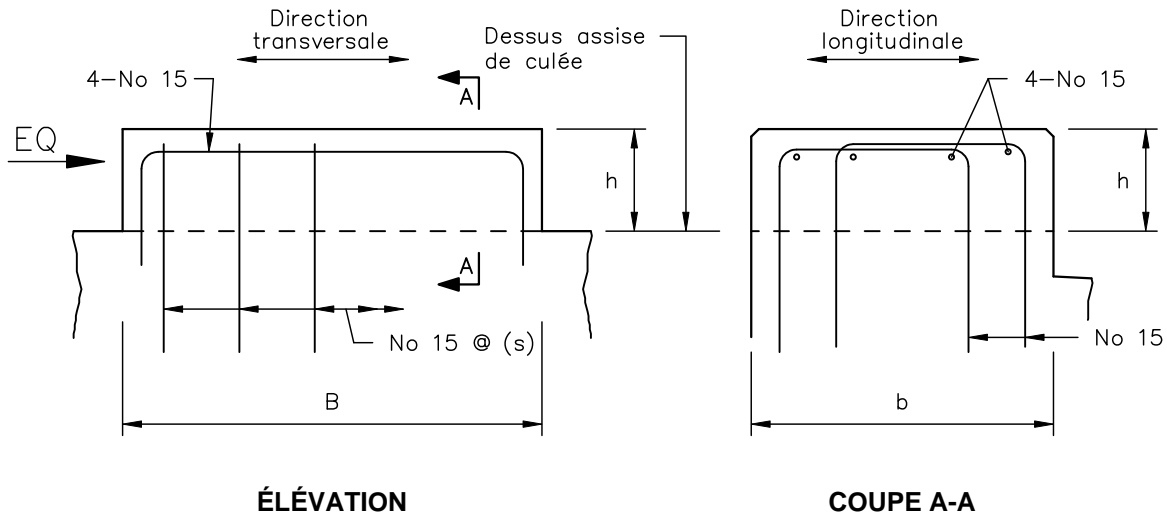 Direction
transversale
4-No 15
A
EQ
Dessus assise
de culée
h
A
No 15 @ (s)
B
ÉLÉVATION
Direction
longitudinale
4-No 15
h
No 15
b
COUPE A-A